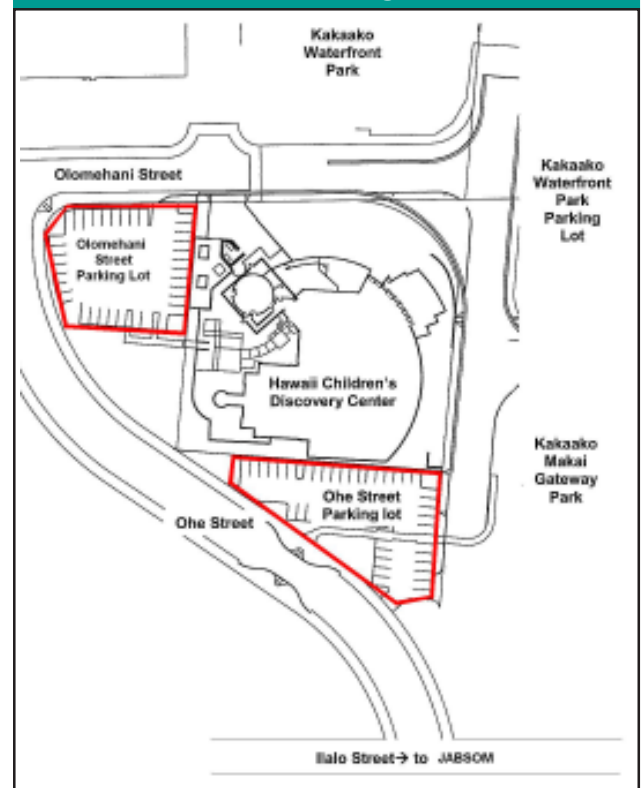 Kakaako
Waterfront
Park
Olomehani Street
Kakaako
Waterfront
Park
Parking
Lot
Olomehani
Street
Parking Lot
Hawaii Children's
Discovery Center
Kakaako
Makai
Gateway
Park
Ohe Street
Parking lot
Ohe Street
Ilalo Street→ to JABSOM